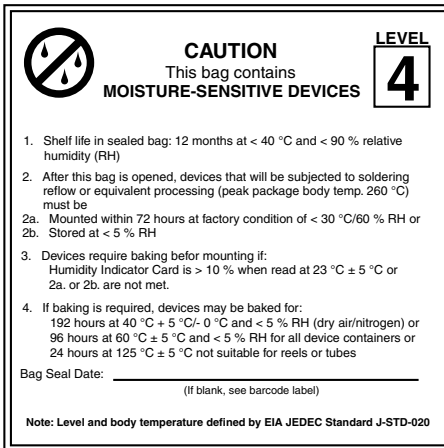 LEVEL
4
CAUTION
This bag contains
MOISTURE-SENSITIVE DEVICES
1. Shelf life in sealed bag: 12 months at < 40 °C and < 90 % relative
humidity (RH)
2. After this bag is opened, devices that will be subjected to soldering
reflow or equivalent processing (peak package body temp. 260 °C)
must be
2a. Mounted within 72 hours at factory condition of < 30 °C/60 % RH or
2b. Stored at < 5 % RH
3. Devices require baking befor mounting if:
Humidity Indicator Card is > 10 % when read at 23 °C ± 5 °C or
2a. or 2b. are not met.
4. If baking is required, devices may be baked for:
192 hours at 40 °C + 5 °C/- 0 °C and < 5 % RH (dry air/nitrogen) or
96 hours at 60 °C ± 5 °C and < 5 % RH for all device containers or
24 hours at 125 °C ± 5 °C not suitable for reels or tubes
Bag Seal Date:
(If blank, see barcode label)
Note: Level and body temperature defined by EIA JEDEC Standard J-STD-020